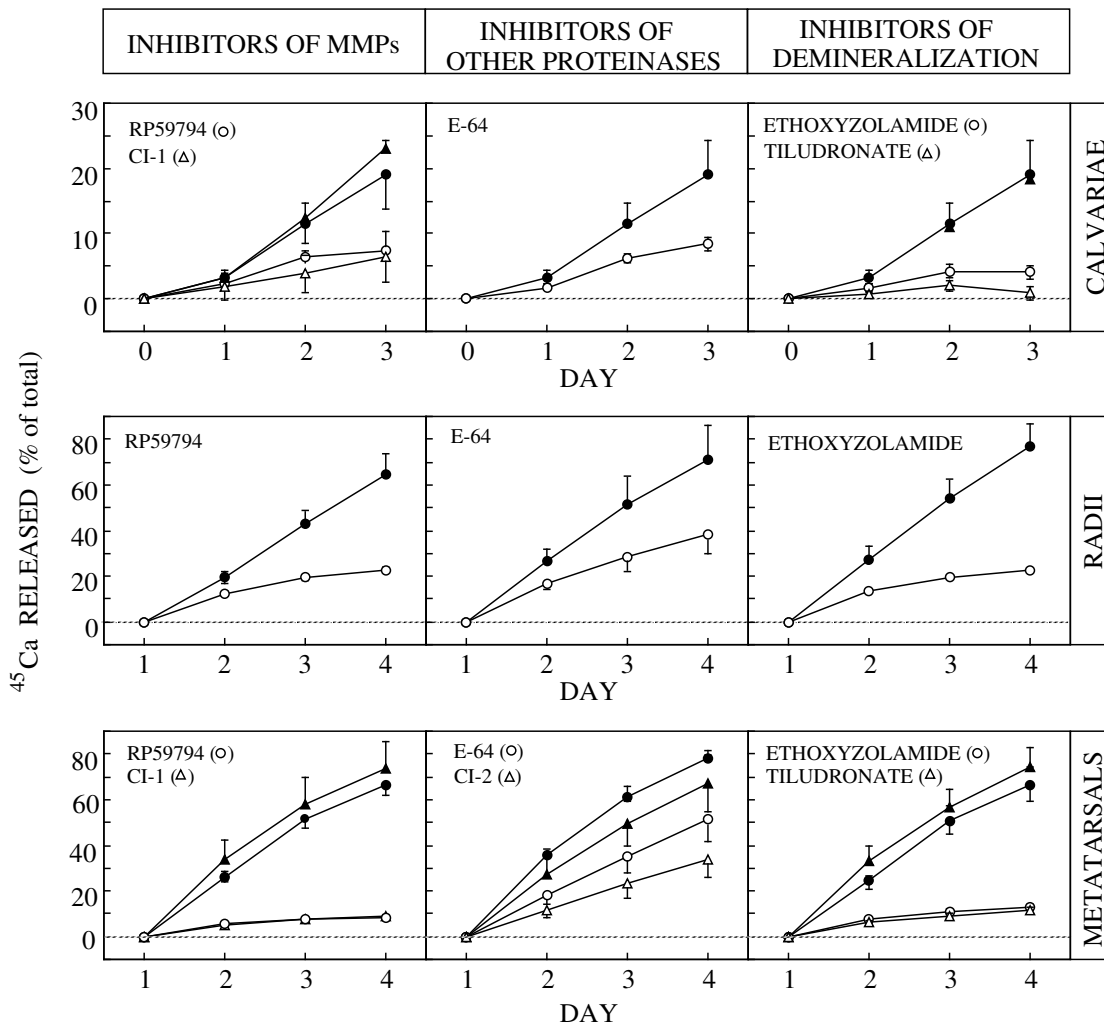 INHIBITORS OF MMPs
INHIBITORS OF
OTHER PROTEINASES
INHIBITORS OF
DEMINERALIZATION
RP59794 (○)
CI-1 (△)
E-64
ETHOXYZOLAMIDE (○)
TILUDRONATE (△)
30
20
10
0
0 1 2 3
0 1 2 3
0 1 2 3
DAY
CALVARIAE
45Ca RELEASED (% of total)
RP59794
E-64
ETHOXYZOLAMIDE
80
60
40
20
0
1 2 3 4
1 2 3 4
1 2 3 4
DAY
RADII
RP59794 (○)
CI-1 (△)
E-64 (○)
CI-2 (△)
ETHOXYZOLAMIDE (○)
TILUDRONATE (△)
80
60
40
20
0
1 2 3 4
1 2 3 4
1 2 3 4
DAY
METATARSALS